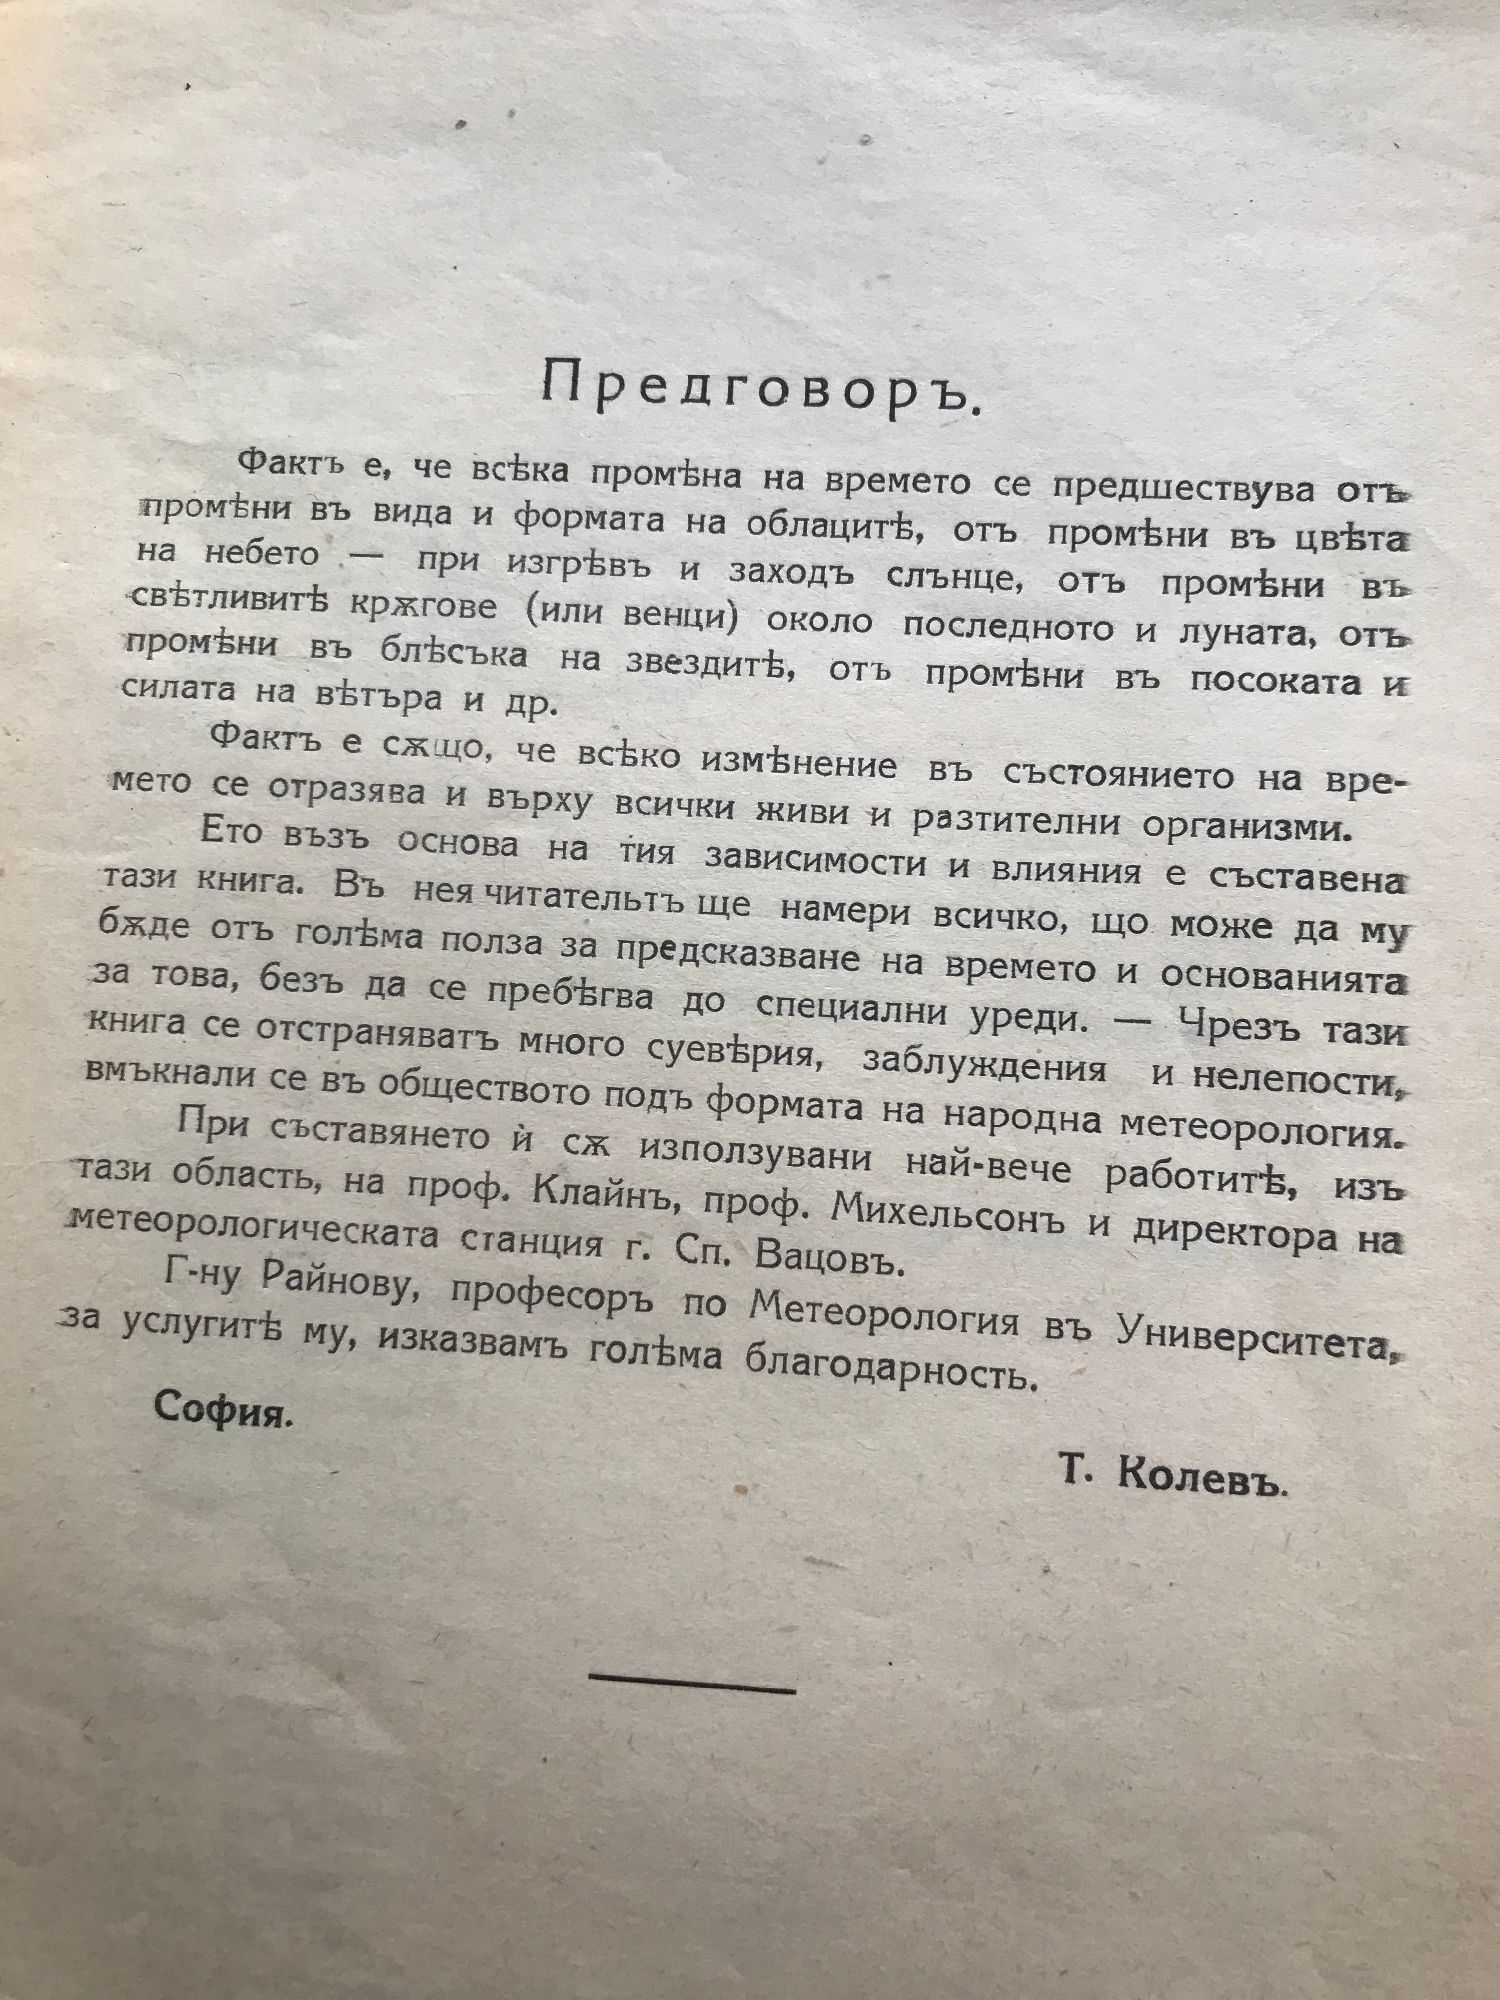 Предговоръ.
Фактъ е, че всѣка промѣна на времето се предшествува отъ
промѣни въ вида и формата на облацитѣ, отъ промѣни въ цвѣта
на небето — при изгрѣвъ и заходъ слънце, отъ промѣни въ
свѣтливитѣ крѫгове (или венци) около последното и луната, отъ
промѣни въ блѣсъка на звездитѣ, отъ промѣни въ посоката и
силата на вѣтъра и др.
Фактъ е сѫщо, че всѣко измѣнение въ състоянието на вре-
мето се отразява и върху всички живи и разтителни организми.
Ето възъ основа на тия зависимости и влияния е съставена
тази книга. Въ нея читательтъ ще намери всичко, що може да му
бѫде отъ голѣма полза за предсказване на времето и основанията
за това, безъ да се пребѣгва до специални уреди. — Чрезъ тази
книга се отстраняватъ много суевѣрия, заблуждения и нелепости,
вмъкнали се въ обществото подъ формата на народна метеорология.
При съставянето ѝ сѫ използувани най-вече работитѣ, изъ
тази область, на проф. Клайнъ, проф. Михельсонъ и директора на
метеорологическата станция г. Сп. Вацовъ.
Г-ну Райнову, професоръ по Метеорология въ Университета,
за услугитѣ му, изказвамъ голѣма благодарность.
София.
Т. Колевъ.